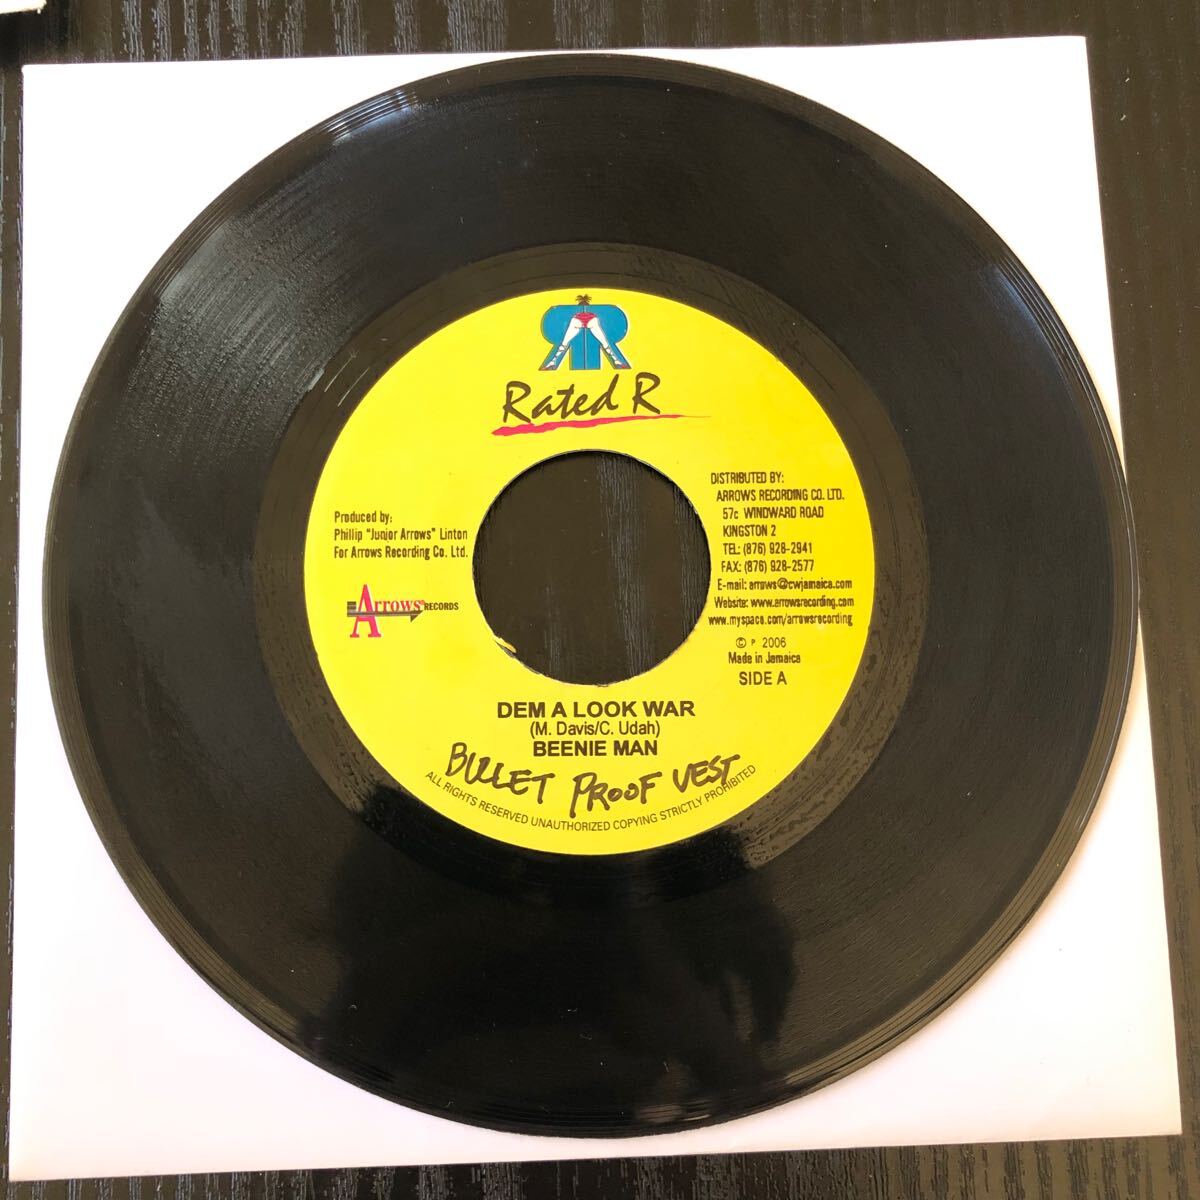 Rated R
Produced by:
Phillip "Junior Arrows" Linton
For Arrows Recording Co. Ltd.
Arrows RECORDS
DISTRIBUTED BY:
ARROWS RECORDING CO. LTD.
57c WINDWARD ROAD
KINGSTON 2
TEL: (876) 928-2941
FAX: (876) 928-2577
E-mail: arrows@cwjamaica.com
Website: www.arrowsrecording.com
www.myspace.com/arrowsrecording
© P 2006
Made in Jamaica
SIDE A
DEM A LOOK WAR
(M. Davis/C. Udah)
BEENIE MAN
BULLET PROOF VEST
ALL RIGHTS RESERVED UNAUTHORIZED COPYING STRICTLY PROHIBITED